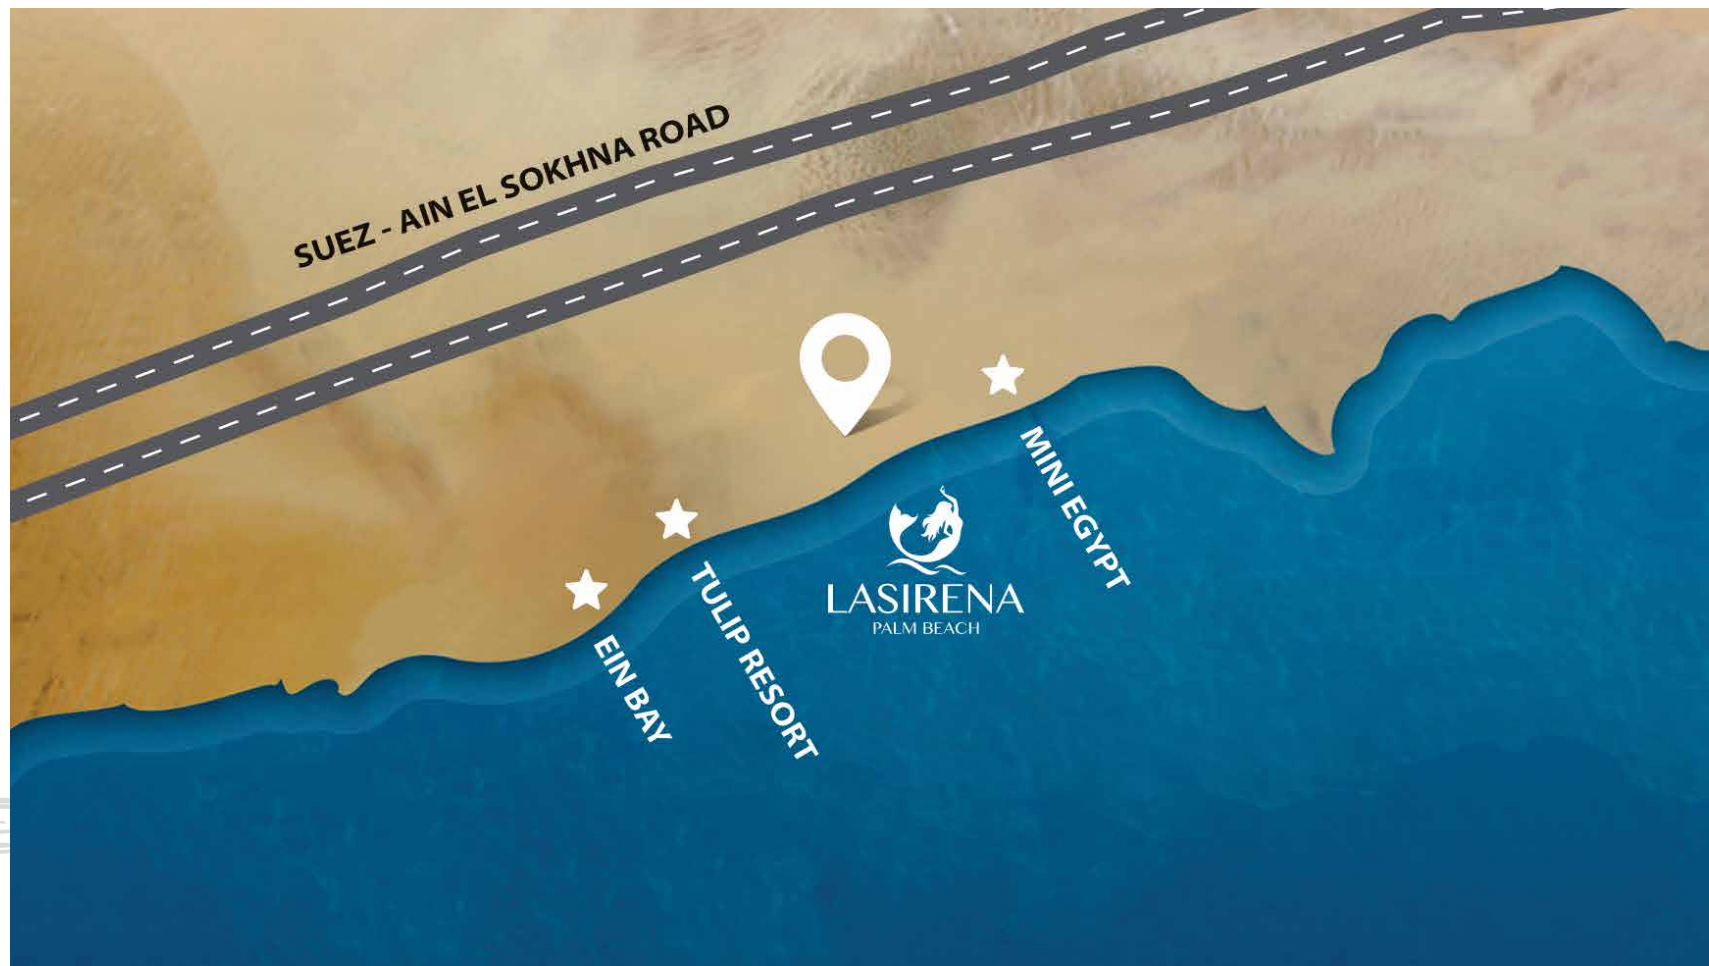 SUEZ - AIN EL SOKHNA ROAD
MINI EGYPT
LASIRENA
PALM BEACH
TULIP RESORT
EIN BAY